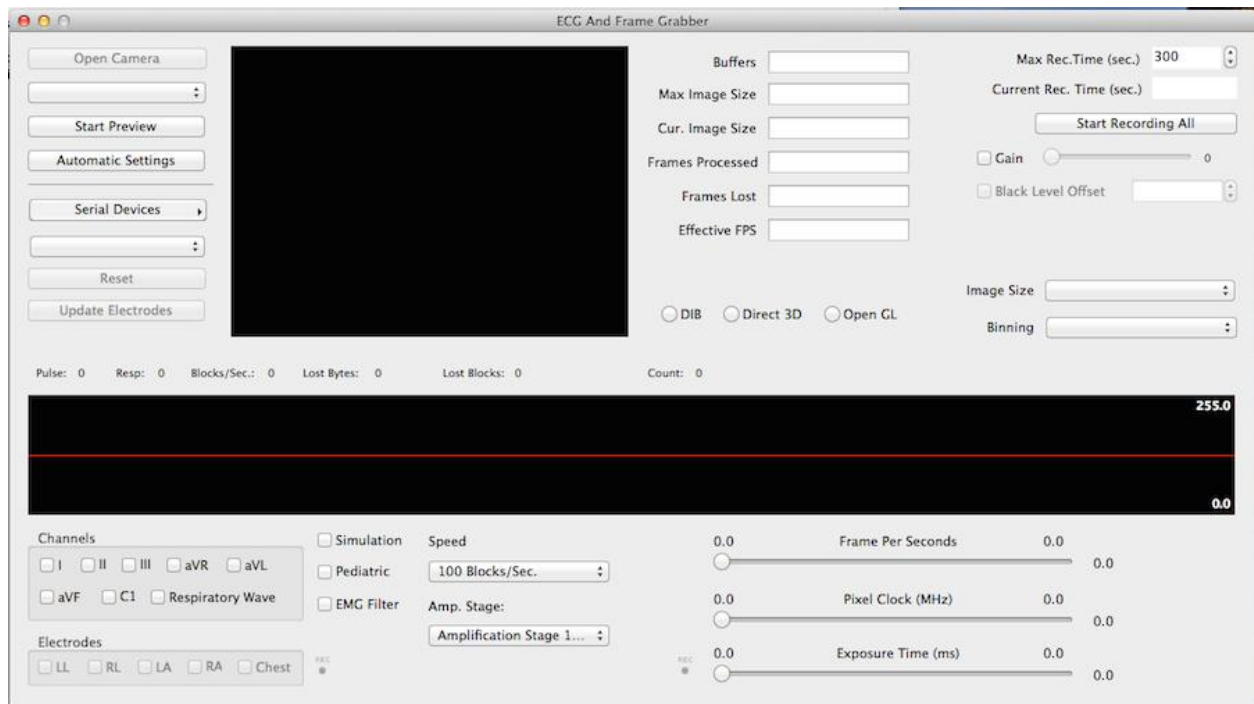 ECG And Frame Grabber
Open Camera
Start Preview
Automatic Settings
Serial Devices
Reset
Update Electrodes
Buffers
Max Image Size
Cur. Image Size
Frames Processed
Frames Lost
Effective FPS
DIB Direct 3D Open GL
Max Rec.Time (sec.) 300
Current Rec. Time (sec.)
Start Recording All
Gain 0
Black Level Offset
Image Size
Binning
Pulse: 0 Resp: 0 Blocks/Sec.: 0 Lost Bytes: 0 Lost Blocks: 0 Count: 0
255.0
0.0
Channels
I II III aVR aVL
aVF C1 Respiratory Wave
Electrodes
LL RL LA RA Chest
Simulation
Pediatric
EMG Filter
REC
Speed
100 Blocks/Sec.
Amp. Stage:
Amplification Stage 1...
REC
0.0 Frame Per Seconds 0.0
0.0
0.0 Pixel Clock (MHz) 0.0
0.0
0.0 Exposure Time (ms) 0.0
0.0